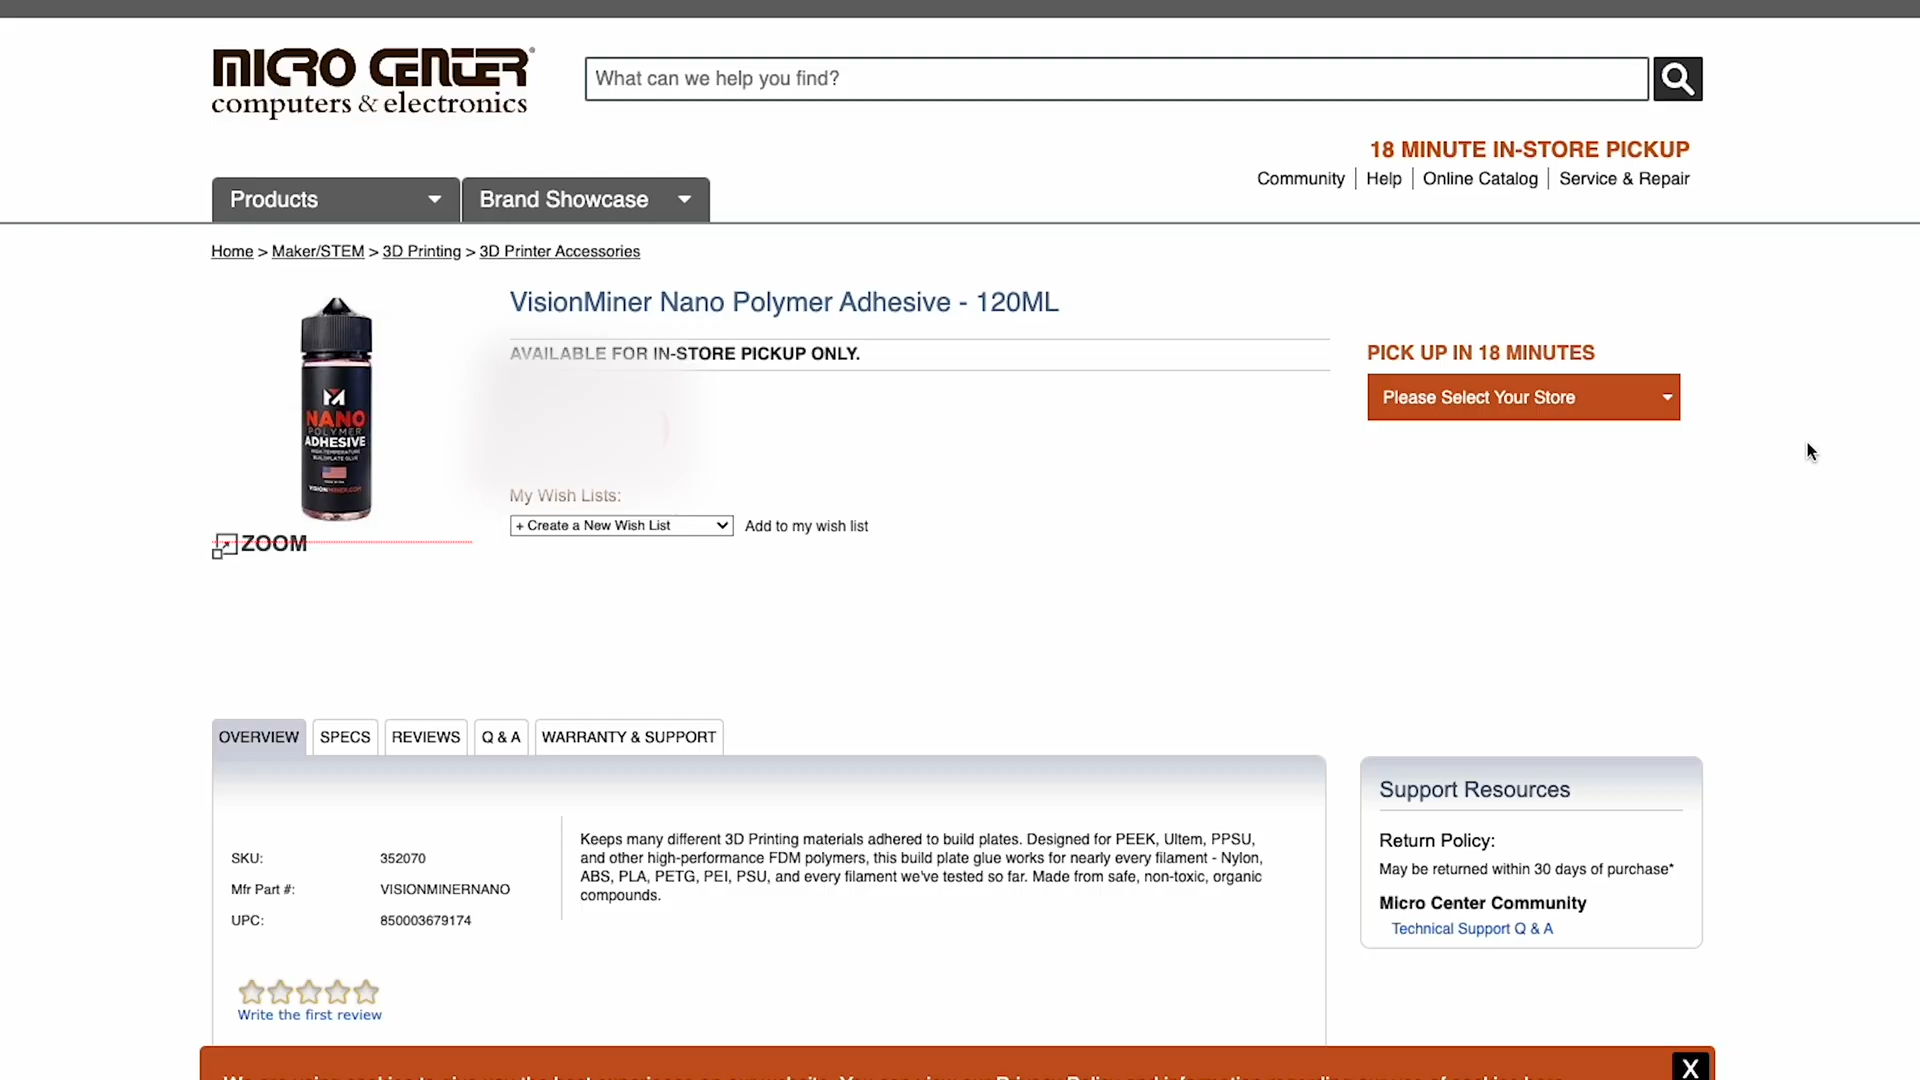 MICRO CENTER
computers & electronics
What can we help you find?
18 MINUTE IN-STORE PICKUP
Community Help Online Catalog Service & Repair
Products Brand Showcase
Home > Maker/STEM > 3D Printing > 3D Printer Accessories
VisionMiner Nano Polymer Adhesive - 120ML
AVAILABLE FOR IN-STORE PICKUP ONLY.
PICK UP IN 18 MINUTES
Please Select Your Store
NANO
POLYMER
ADHESIVE
HIGH-TEMPERATURE
BUILDPLATE GLUE
VISIONMINER.COM
My Wish Lists:
+ Create a New Wish List Add to my wish list
ZOOM
OVERVIEW SPECS REVIEWS Q & A WARRANTY & SUPPORT
SKU: 352070
Mfr Part #: VISIONMINERNANO
UPC: 850003679174
Keeps many different 3D Printing materials adhered to build plates. Designed for PEEK, Ultem, PPSU,
and other high-performance FDM polymers, this build plate glue works for nearly every filament - Nylon,
ABS, PLA, PETG, PEI, PSU, and every filament we've tested so far. Made from safe, non-toxic, organic
compounds.
Write the first review
Support Resources
Return Policy:
May be returned within 30 days of purchase*
Micro Center Community
Technical Support Q & A
X